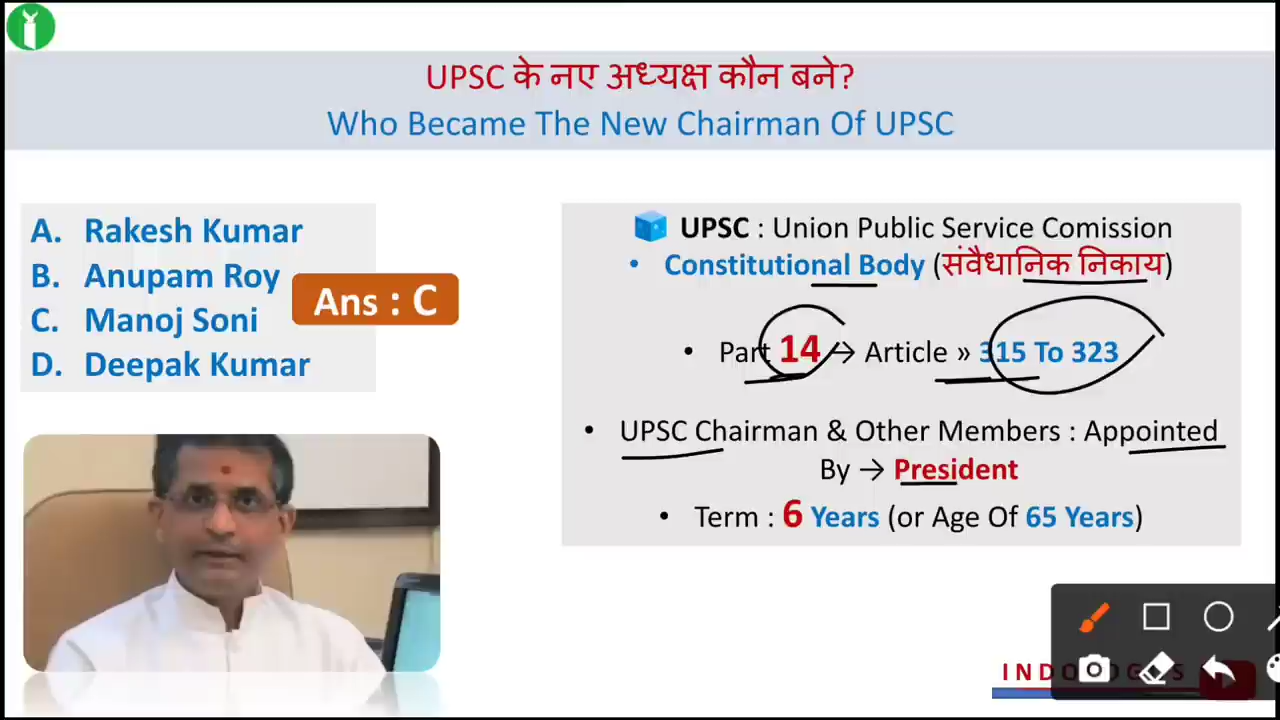 UPSC के नए अध्यक्ष कौन बने?
Who Became The New Chairman Of UPSC
A. Rakesh Kumar
B. Anupam Roy
C. Manoj Soni
D. Deepak Kumar
Ans : C
UPSC : Union Public Service Comission
• Constitutional Body (संवैधानिक निकाय)
• Part 14 → Article » 315 To 323
• UPSC Chairman & Other Members : Appointed
By → President
• Term : 6 Years (or Age Of 65 Years)